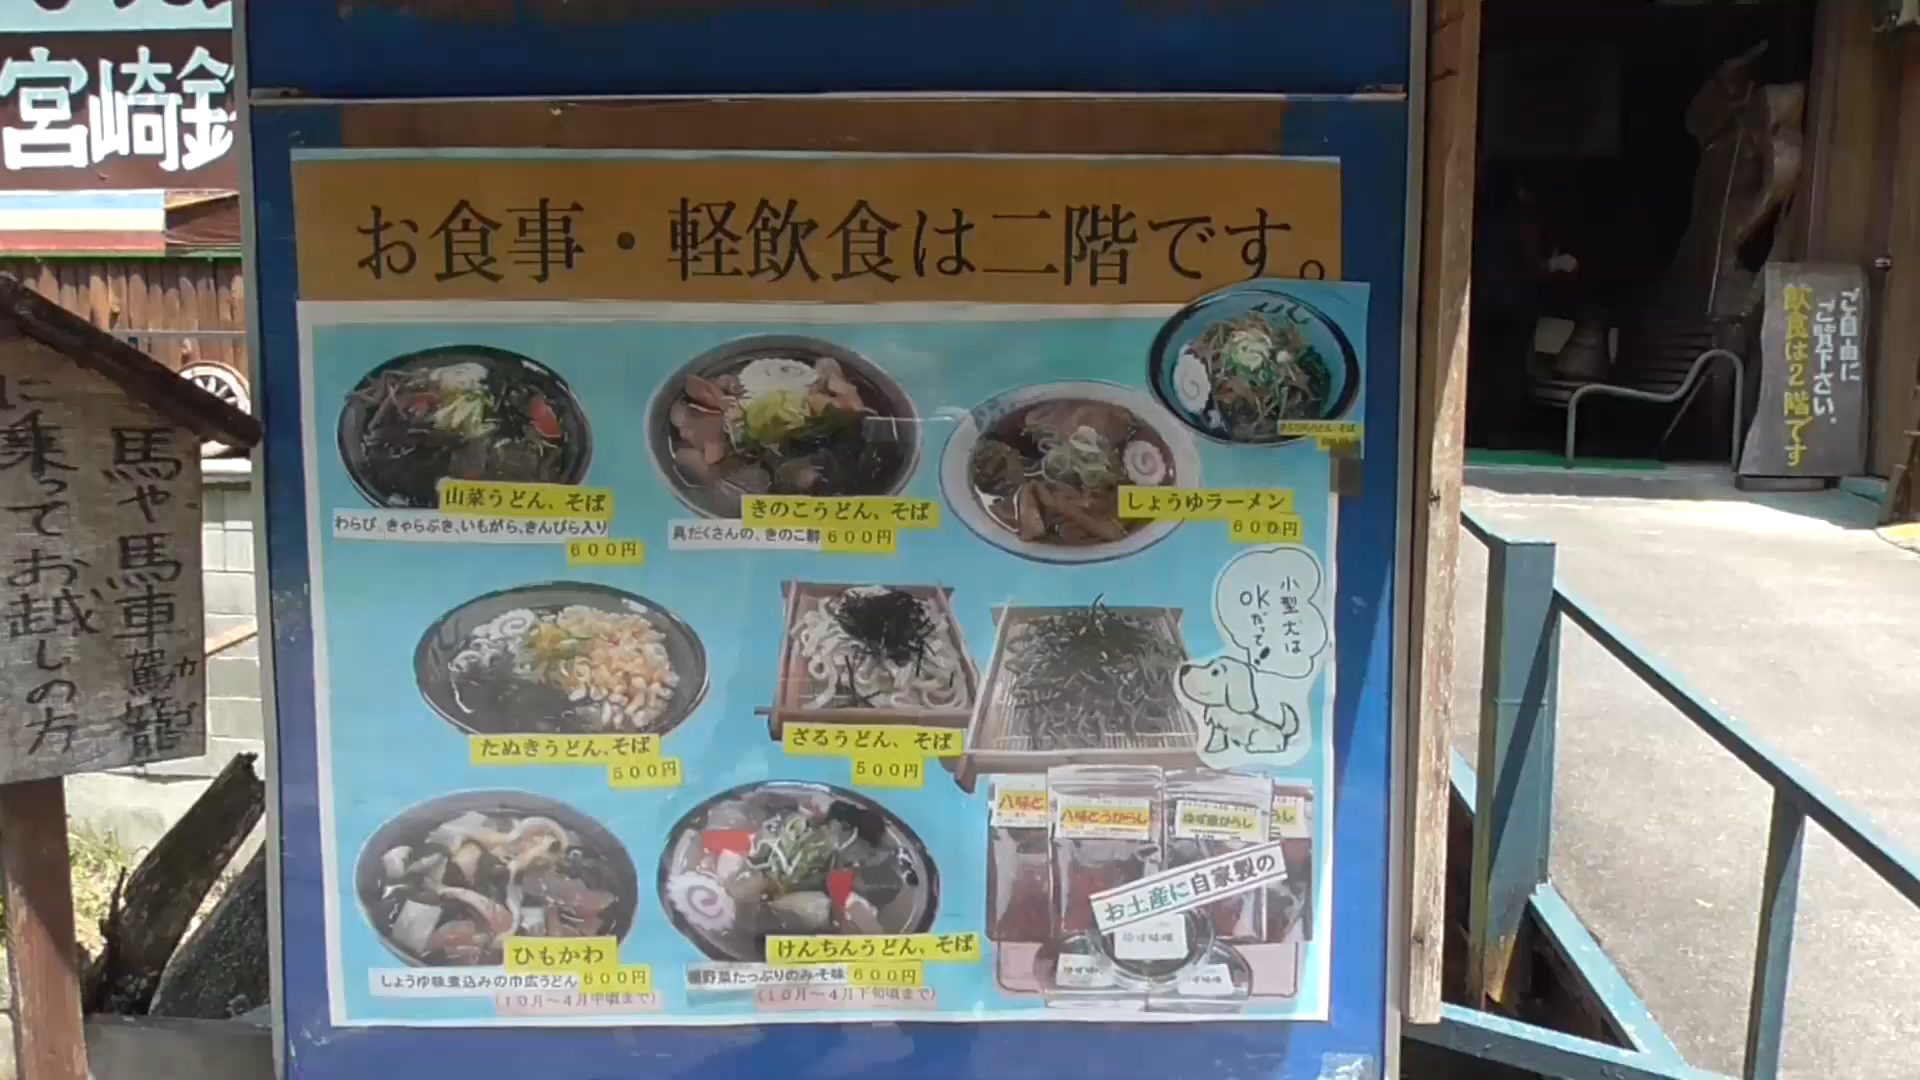 宮崎
お食事・軽飲食は二階です。
山菜うどん、そば
わらび、きゃらぶき、いもがら、きんぴら入り
600円
きのこうどん、そば
具だくさんの、きのこ
600円
しょうゆラーメン
600円
たぬきうどん、そば
500円
ざるうどん、そば
500円
小型犬は
OKだって!
ひもかわ
しょうゆ味煮込みの巾広うどん 600円
(10月~4月中頃まで)
けんちんうどん、そば
野菜たっぷりのみそ味 600円
(10月~4月下旬頃まで)
八味と
八味とうがらし
ゆず唐がらし
うし
お土産に自家製の
ゆず味噌
馬や馬車駕籠
カゴ
に乗ってお越しの方
ご自由に
ご覧下さい。
飲食は2階です